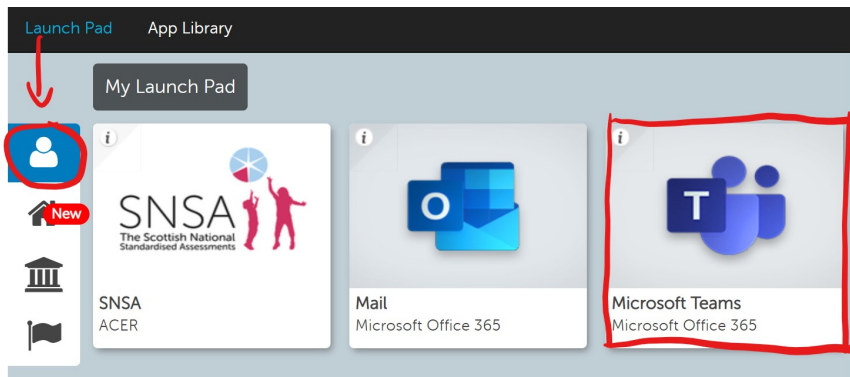 Launch Pad App Library
My Launch Pad
New
i
i
i
SNSA
The Scottish National
Standardised Assessments
O
T
SNSA
ACER
Mail
Microsoft Office 365
Microsoft Teams
Microsoft Office 365